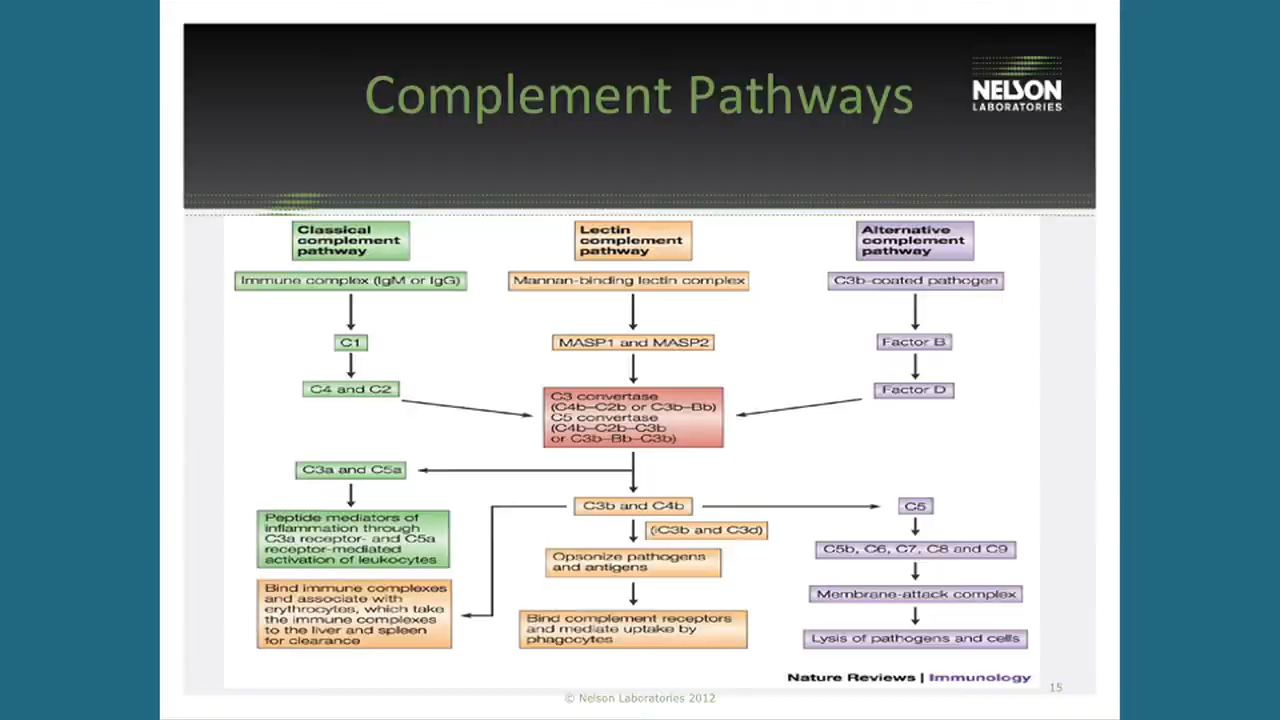 Complement Pathways
NELSON
LABORATORIES
Classical
complement
pathway
Lectin
complement
pathway
Alternative
complement
pathway
Immune complex (IgM or IgG)
Mannan-binding lectin complex
C3b-coated pathogen
C1
MASP1 and MASP2
Factor B
C4 and C2
Factor D
C3 convertase
(C4b–C2b or C3b–Bb)
C5 convertase
(C4b–C2b–C3b
or C3b–Bb–C3b)
C3a and C5a
C3b and C4b
C5
(iC3b and C3d)
Peptide mediators of
inflammation through
C3a receptor- and C5a
receptor-mediated
activation of leukocytes
Opsonize pathogens
and antigens
C5b, C6, C7, C8 and C9
Bind immune complexes
and associate with
erythrocytes, which take
the immune complexes
to the liver and spleen
for clearance
Membrane-attack complex
Bind complement receptors
and mediate uptake by
phagocytes
Lysis of pathogens and cells
Nature Reviews | Immunology
15
© Nelson Laboratories 2012